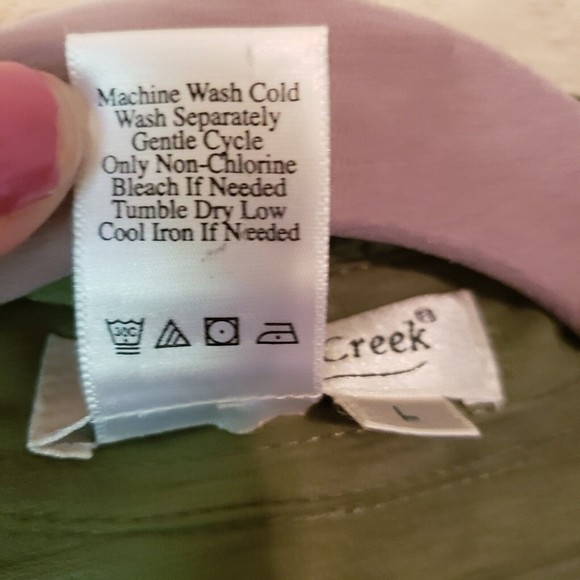 Machine Wash Cold
Wash Separately
Gentle Cycle
Only Non-Chlorine
Bleach If Needed
Tumble Dry Low
Cool Iron If Needed
30C
Creek®
L